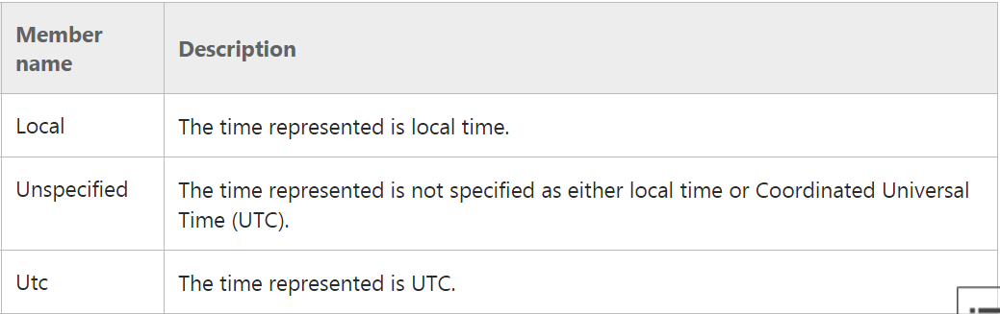 Member name
Description
Local
The time represented is local time.
Unspecified
The time represented is not specified as either local time or Coordinated Universal
Time (UTC).
Utc
The time represented is UTC.